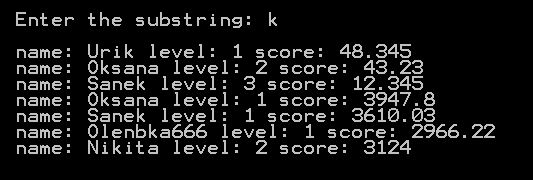 Enter the substring: k
name: Urik level: 1 score: 48.345
name: Oksana level: 2 score: 43.23
name: Sanek level: 3 score: 12.345
name: Oksana level: 1 score: 3947.8
name: Sanek level: 1 score: 3610.03
name: Olenbka666 level: 1 score: 2966.22
name: Nikita level: 2 score: 3124